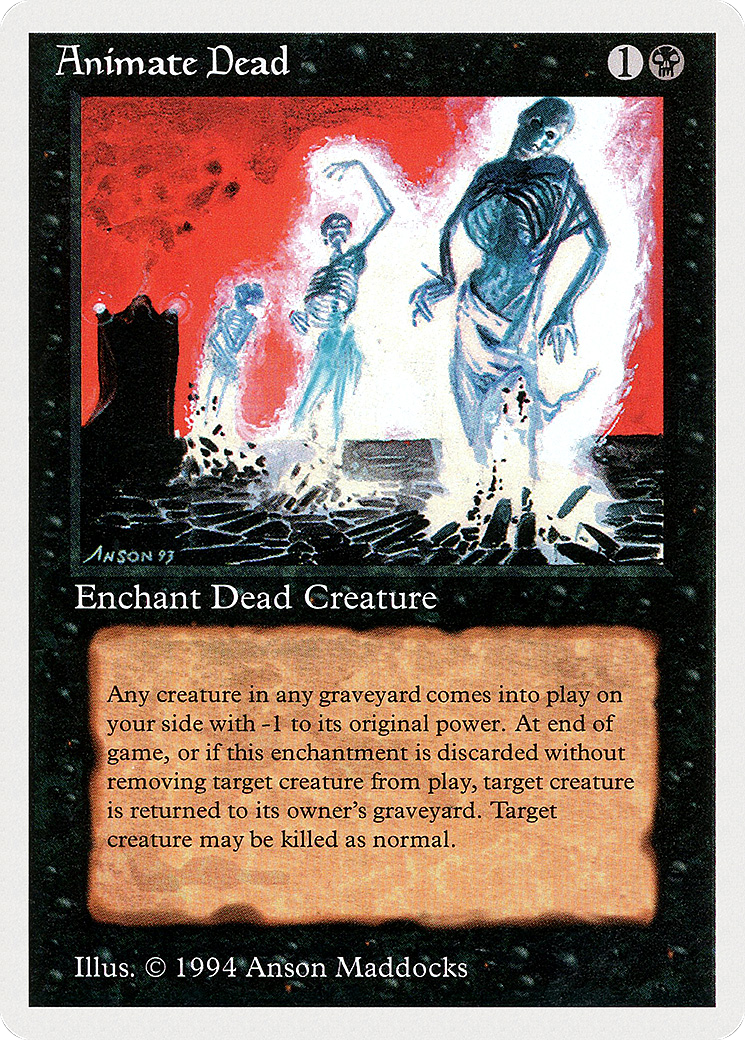 Animate Dead 1
ANSON 93
Enchant Dead Creature
Any creature in any graveyard comes into play on
your side with -1 to its original power. At end of
game, or if this enchantment is discarded without
removing target creature from play, target creature
is returned to its owner's graveyard. Target
creature may be killed as normal.
Illus. © 1994 Anson Maddocks